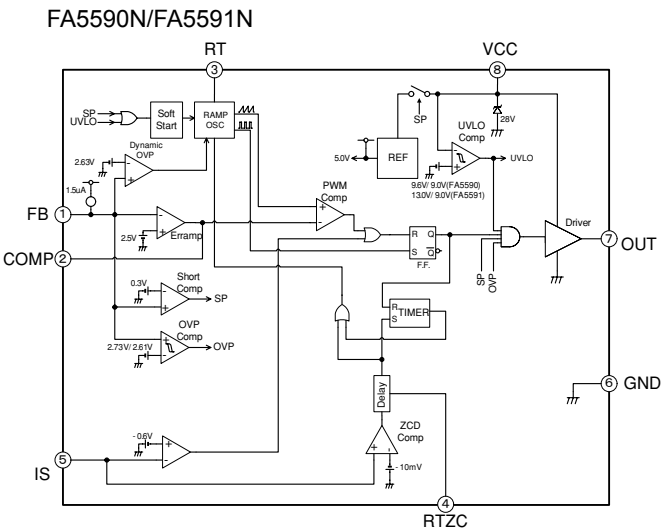 FA5590N/FA5591N
RT
VCC
3
8
SP
UVLO
Soft
Start
RAMP
OSC
SP
28V
UVLO
Comp
Dynamic
OVP
5.0V
REF
UVLO
2.63V
1.5uA
PWM
Comp
9.6V/ 9.0V(FA5590)
13.0V/ 9.0V(FA5591)
FB
1
Driver
2.5V
Erramp
R Q
S Q
F.F.
7
OUT
COMP
2
SP
OVP
Short
Comp
0.3V
SP
R
S
TIMER
OVP
Comp
2.73V/ 2.61V
OVP
6
GND
Delay
- 0.6V
ZCD
Comp
IS
5
- 10mV
4
RTZC